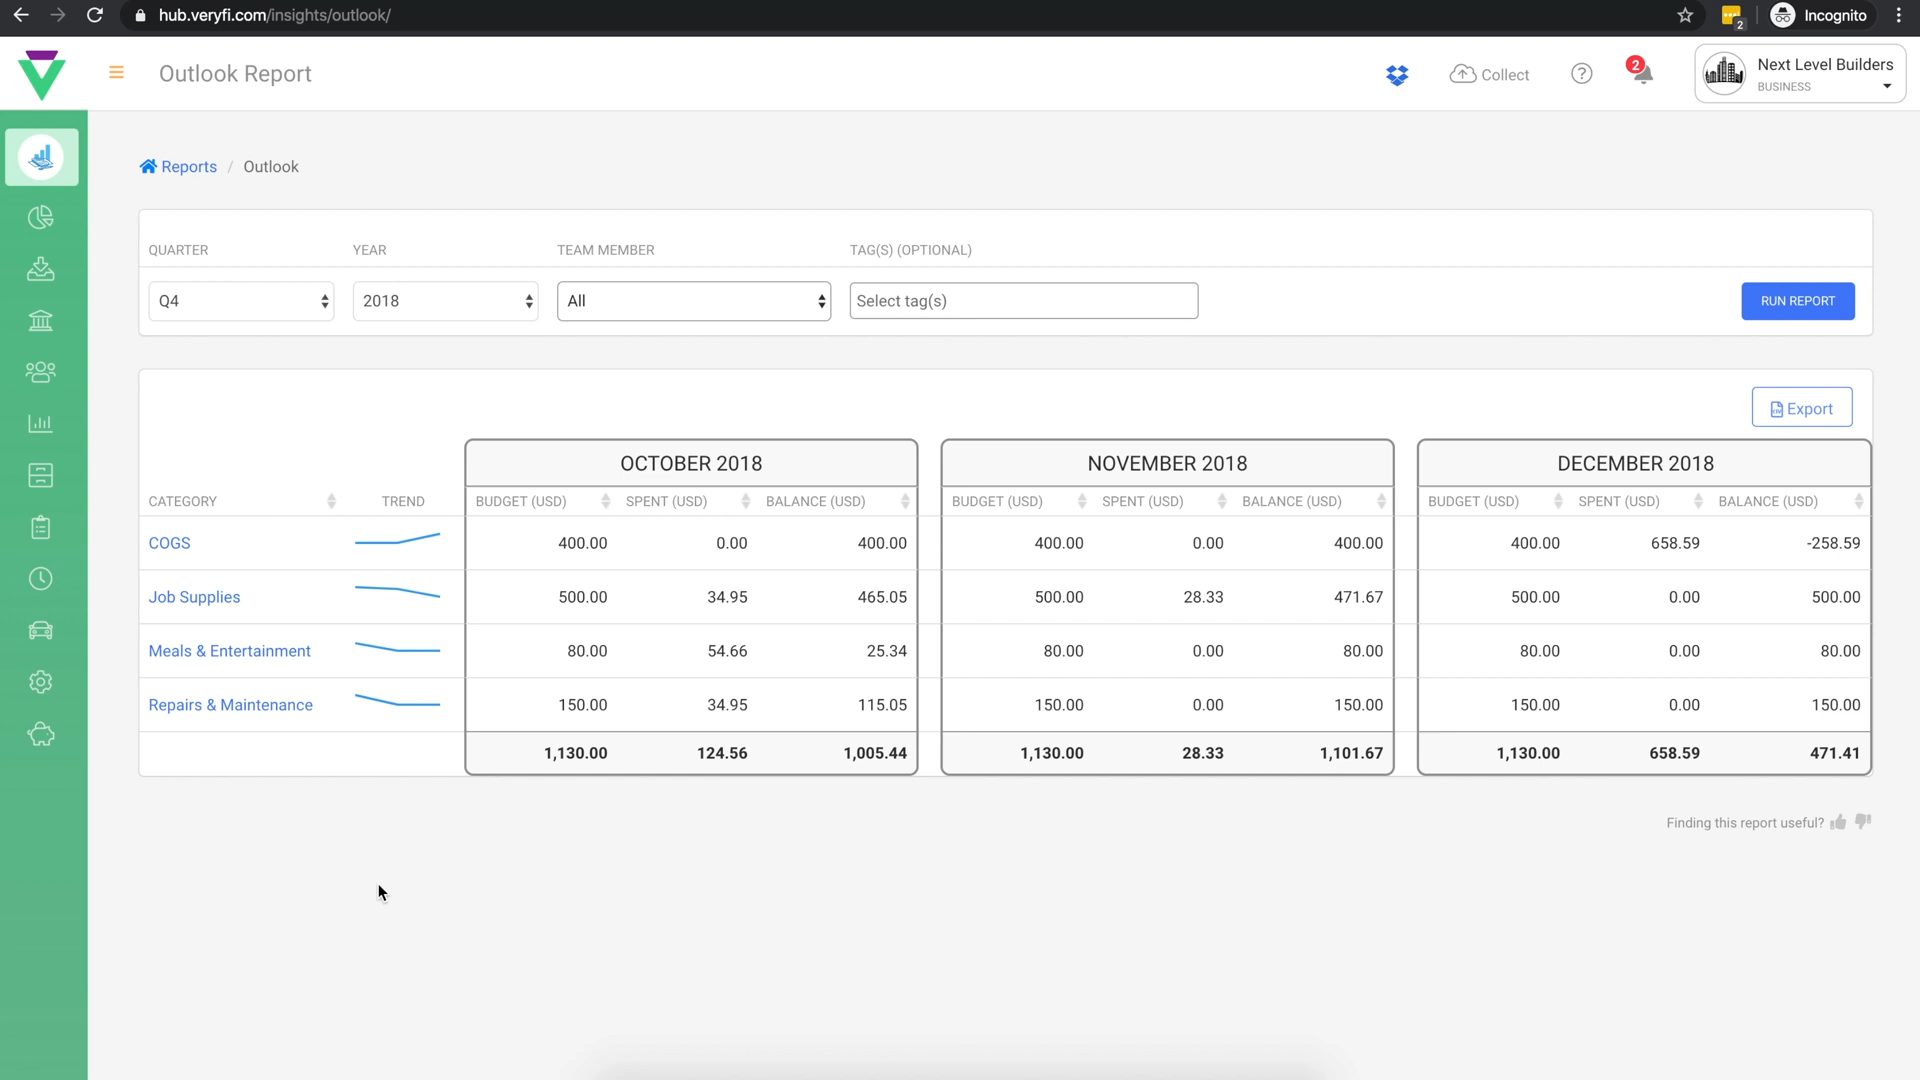 hub.veryfi.com/insights/outlook/
2
Incognito
Outlook Report
Collect
2
Next Level Builders
BUSINESS
Reports / Outlook
QUARTER YEAR TEAM MEMBER TAG(S) (OPTIONAL)
Q4 2018 All Select tag(s) RUN REPORT
Export
OCTOBER 2018 NOVEMBER 2018 DECEMBER 2018
CATEGORY TREND BUDGET (USD) SPENT (USD) BALANCE (USD) BUDGET (USD) SPENT (USD) BALANCE (USD) BUDGET (USD) SPENT (USD) BALANCE (USD)
COGS 400.00 0.00 400.00 400.00 0.00 400.00 400.00 658.59 -258.59
Job Supplies 500.00 34.95 465.05 500.00 28.33 471.67 500.00 0.00 500.00
Meals & Entertainment 80.00 54.66 25.34 80.00 0.00 80.00 80.00 0.00 80.00
Repairs & Maintenance 150.00 34.95 115.05 150.00 0.00 150.00 150.00 0.00 150.00
1,130.00 124.56 1,005.44 1,130.00 28.33 1,101.67 1,130.00 658.59 471.41
Finding this report useful?